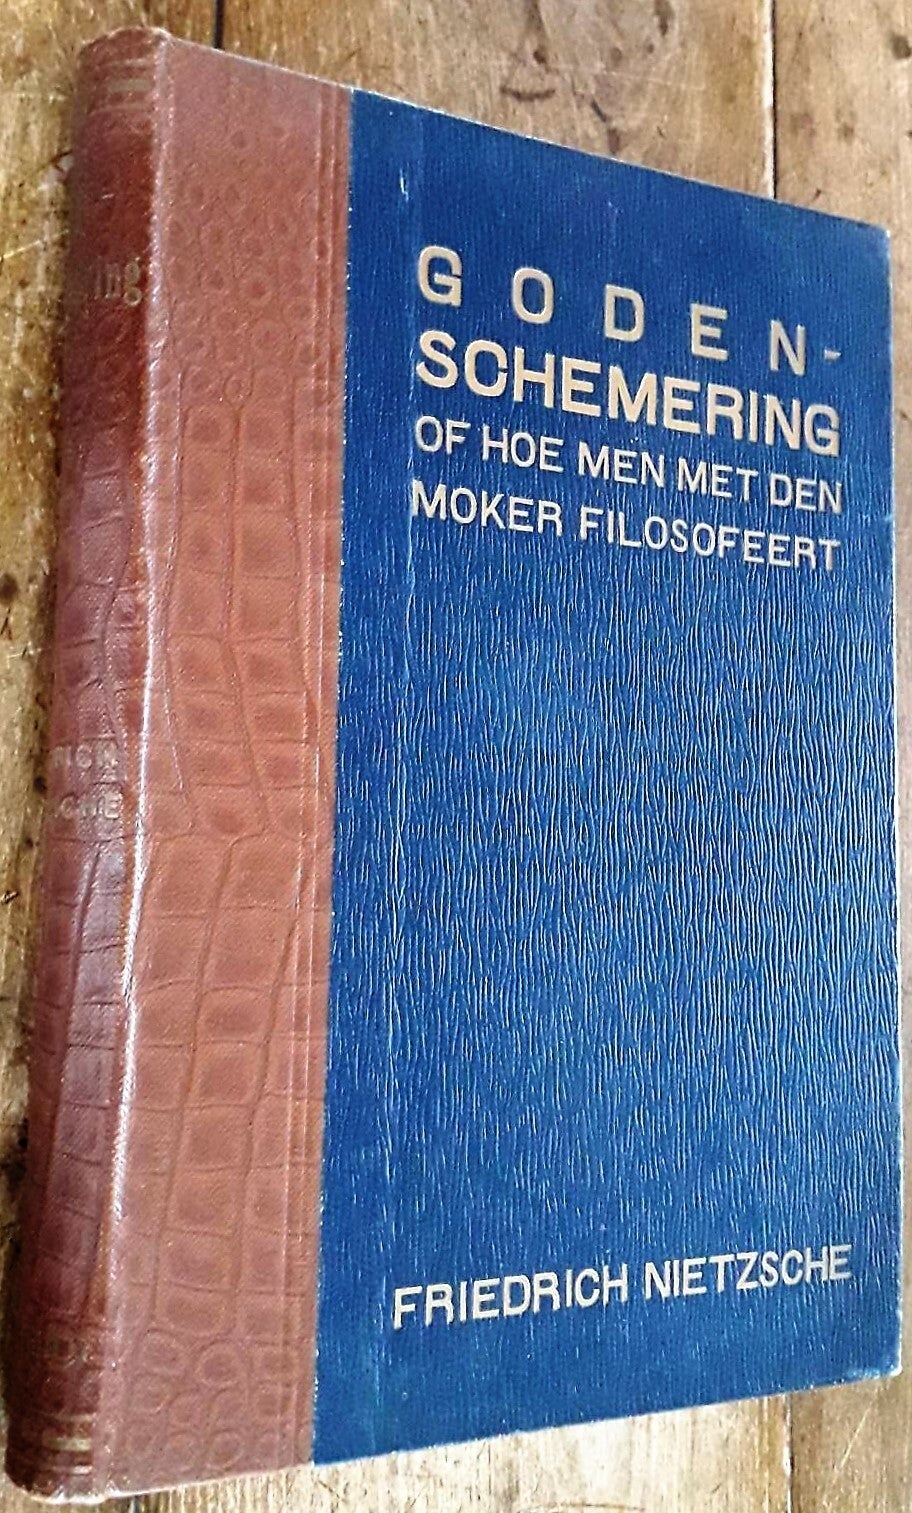 GODEN-
SCHEMERING
OF HOE MEN MET DEN
MOKER FILOSOFEERT
FRIEDRICH NIETZSCHE